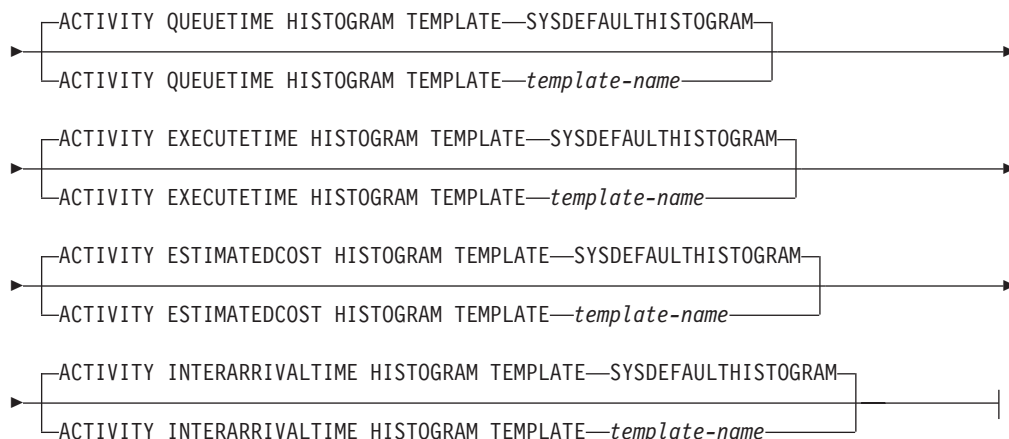 ACTIVITY QUEUETIME HISTOGRAM TEMPLATE SYSDEFAULTHISTOGRAM
ACTIVITY QUEUETIME HISTOGRAM TEMPLATE template-name
ACTIVITY EXECUTETIME HISTOGRAM TEMPLATE SYSDEFAULTHISTOGRAM
ACTIVITY EXECUTETIME HISTOGRAM TEMPLATE template-name
ACTIVITY ESTIMATEDCOST HISTOGRAM TEMPLATE SYSDEFAULTHISTOGRAM
ACTIVITY ESTIMATEDCOST HISTOGRAM TEMPLATE template-name
ACTIVITY INTERARRIVALTIME HISTOGRAM TEMPLATE SYSDEFAULTHISTOGRAM
ACTIVITY INTERARRIVALTIME HISTOGRAM TEMPLATE template-name